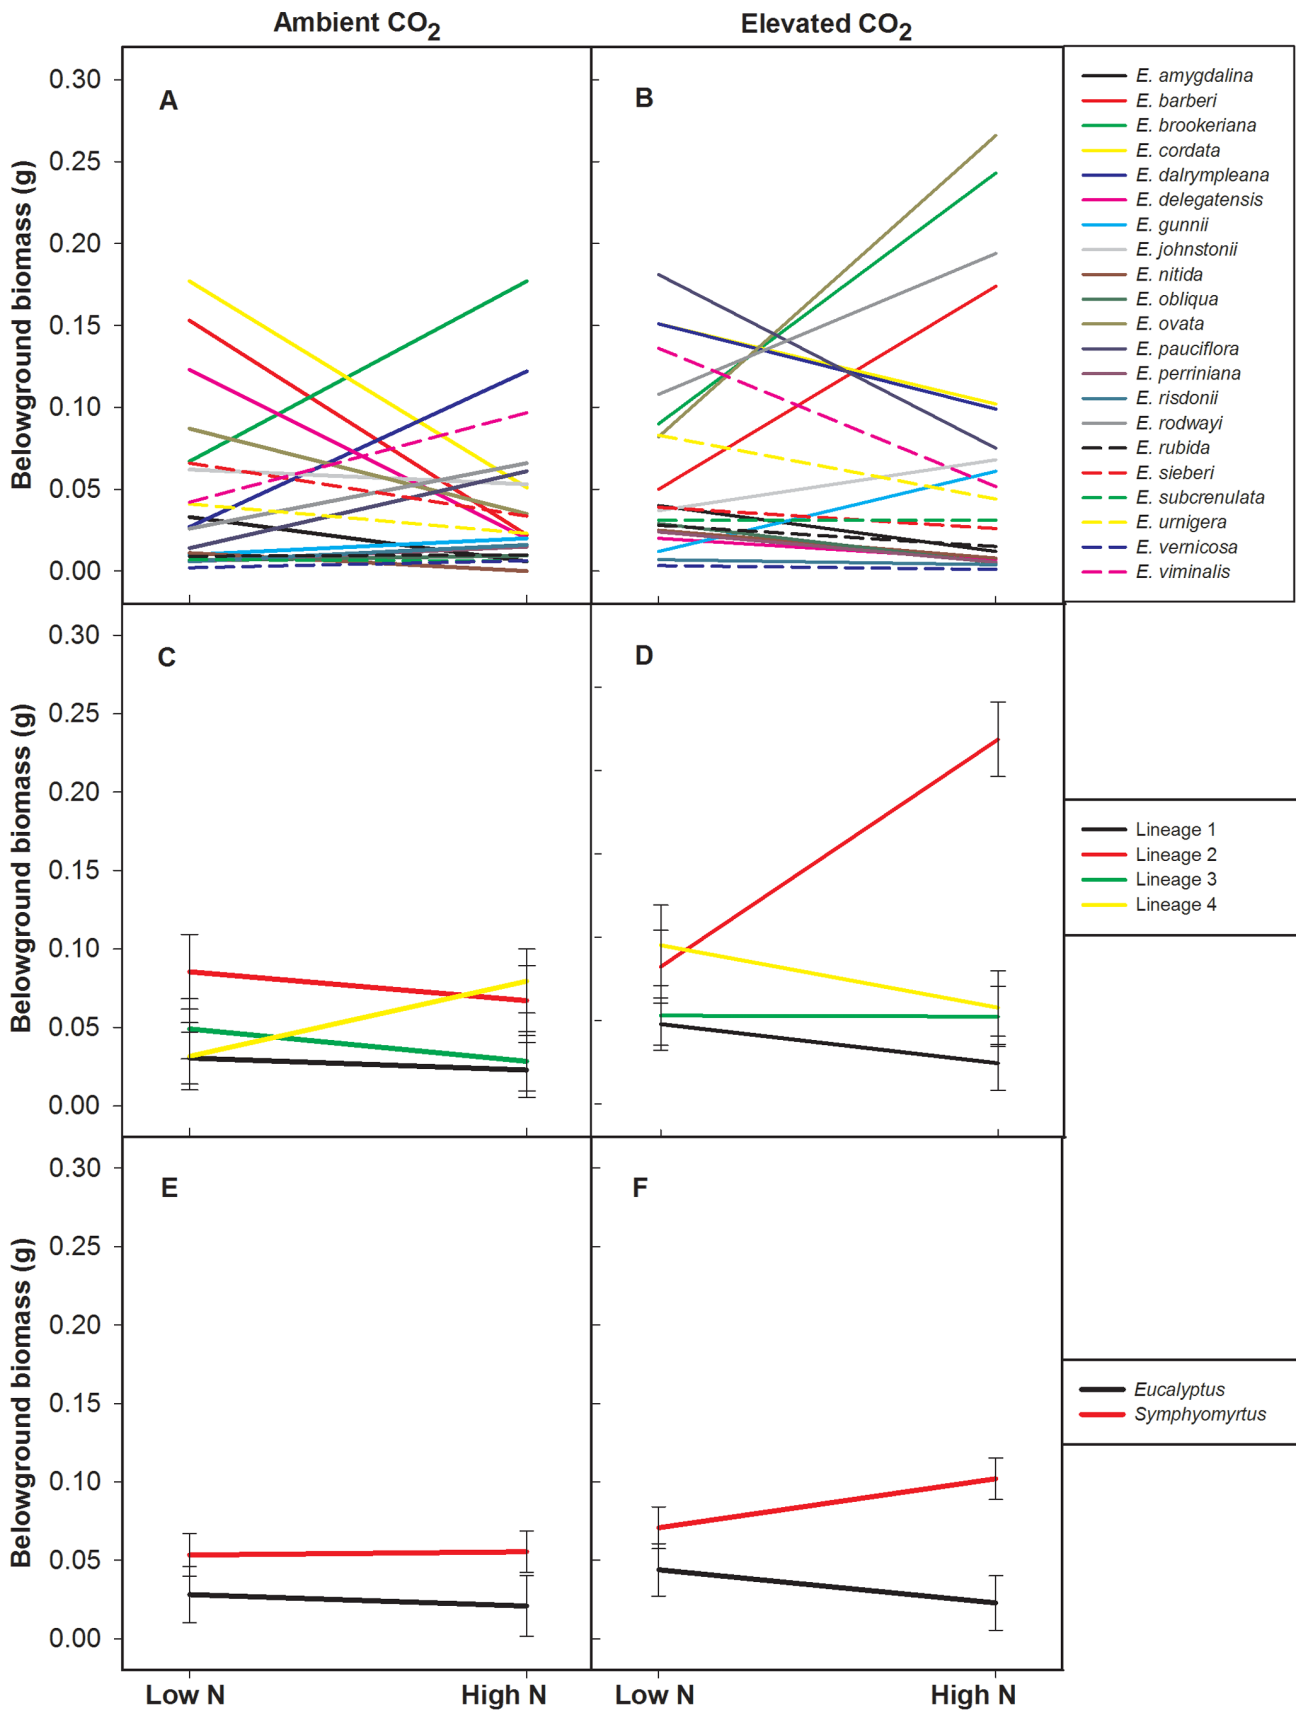 Ambient CO2
Elevated CO2
Belowground biomass (g)
0.30
0.25
0.20
0.15
0.10
0.05
0.00
A
B
E. amygdalina
E. barberi
E. brookeriana
E. cordata
E. dalrympleana
E. delegatensis
E. gunnii
E. johnstonii
E. nitida
E. obliqua
E. ovata
E. pauciflora
E. perriniana
E. risdonii
E. rodwayi
E. rubida
E. sieberi
E. subcrenulata
E. urnigera
E. vernicosa
E. viminalis
Belowground biomass (g)
0.30
0.25
0.20
0.15
0.10
0.05
0.00
C
D
Lineage 1
Lineage 2
Lineage 3
Lineage 4
Belowground biomass (g)
0.30
0.25
0.20
0.15
0.10
0.05
0.00
E
F
Eucalyptus
Symphyomyrtus
Low N
High N
Low N
High N